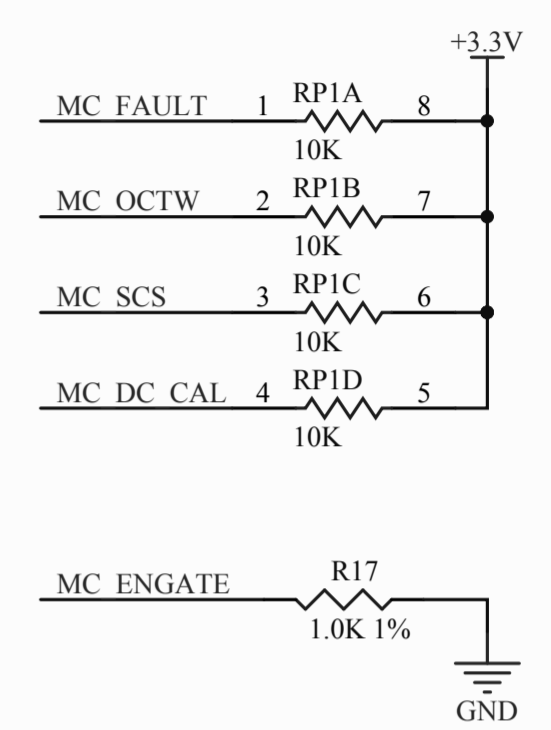 +3.3V
RP1A
MC FAULT 1 8
10K
RP1B
MC OCTW 2 7
10K
RP1C
MC SCS 3 6
10K
RP1D
MC DC CAL 4 5
10K
R17
MC ENGATE
1.0K 1%
GND